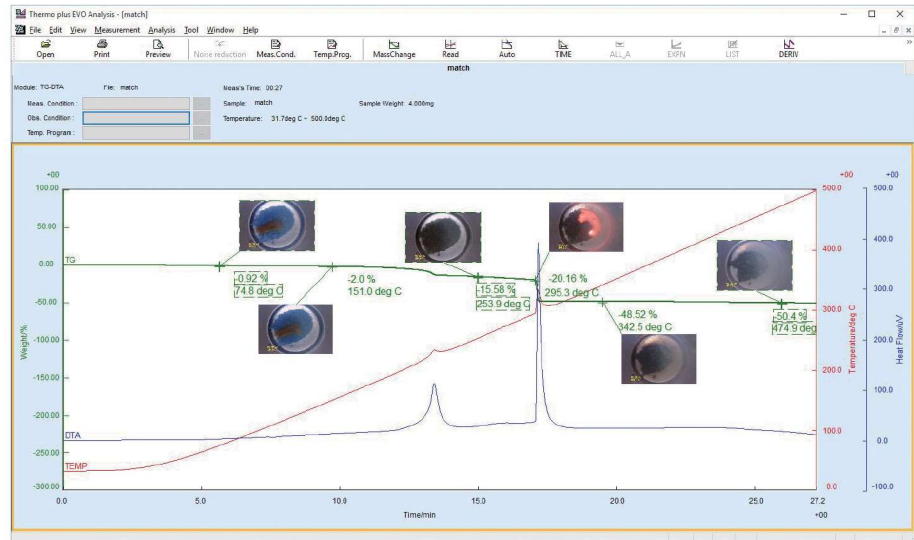 Thermo plus EVO Analysis - [match]
File Edit View Measurement Analysis Tool Window Help
Open Print Preview None reduction Meas.Cond. Temp.Prog. MassChange Read Auto TIME ALL_A EXPN LIST DERIV
match
Module: TG-DTA File: match Meas's Time: 00:27
Meas. Condition : Sample: match Sample Weight: 4.000mg
Obs. Condition : Temperature: 31.7deg C ~ 500.0deg C
Temp. Program :
+00 +00 +00
100.00 500.0 500.0
50.00
400.0 400.0
TG
0.00
-0.92 %
74.8 deg C
-2.0 %
151.0 deg C
-15.58 %
253.9 deg C
-20.16 %
295.3 deg C
-48.52 %
342.5 deg C
-50.4 %
474.9 deg
-50.00
300.0 300.0
-100.00
Weight/%
Temperature/deg C
Heat Flow/uV
200.0 200.0
-150.00
-200.00
100.0 100.0
DTA
0.0
-250.00
TEMP
-300.00 0.0 -100.0
0.0 5.0 10.0 15.0 20.0 25.0 27.2
Time/min +00